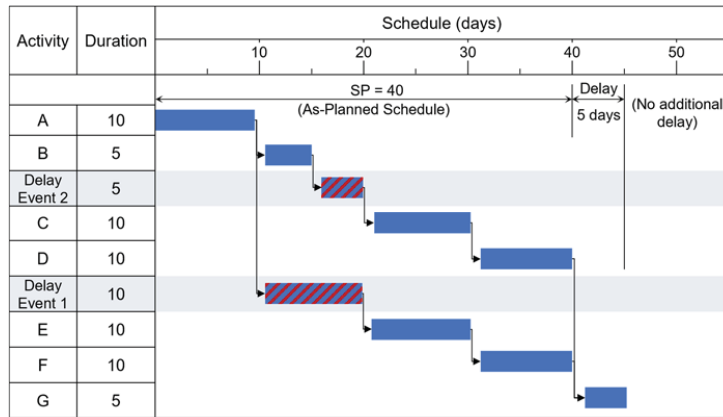 Activity Duration Schedule (days)
10 20 30 40 50
SP = 40 Delay
(As-Planned Schedule) 5 days (No additional
delay)
A 10
B 5
Delay
Event 2 5
C 10
D 10
Delay
Event 1 10
E 10
F 10
G 5